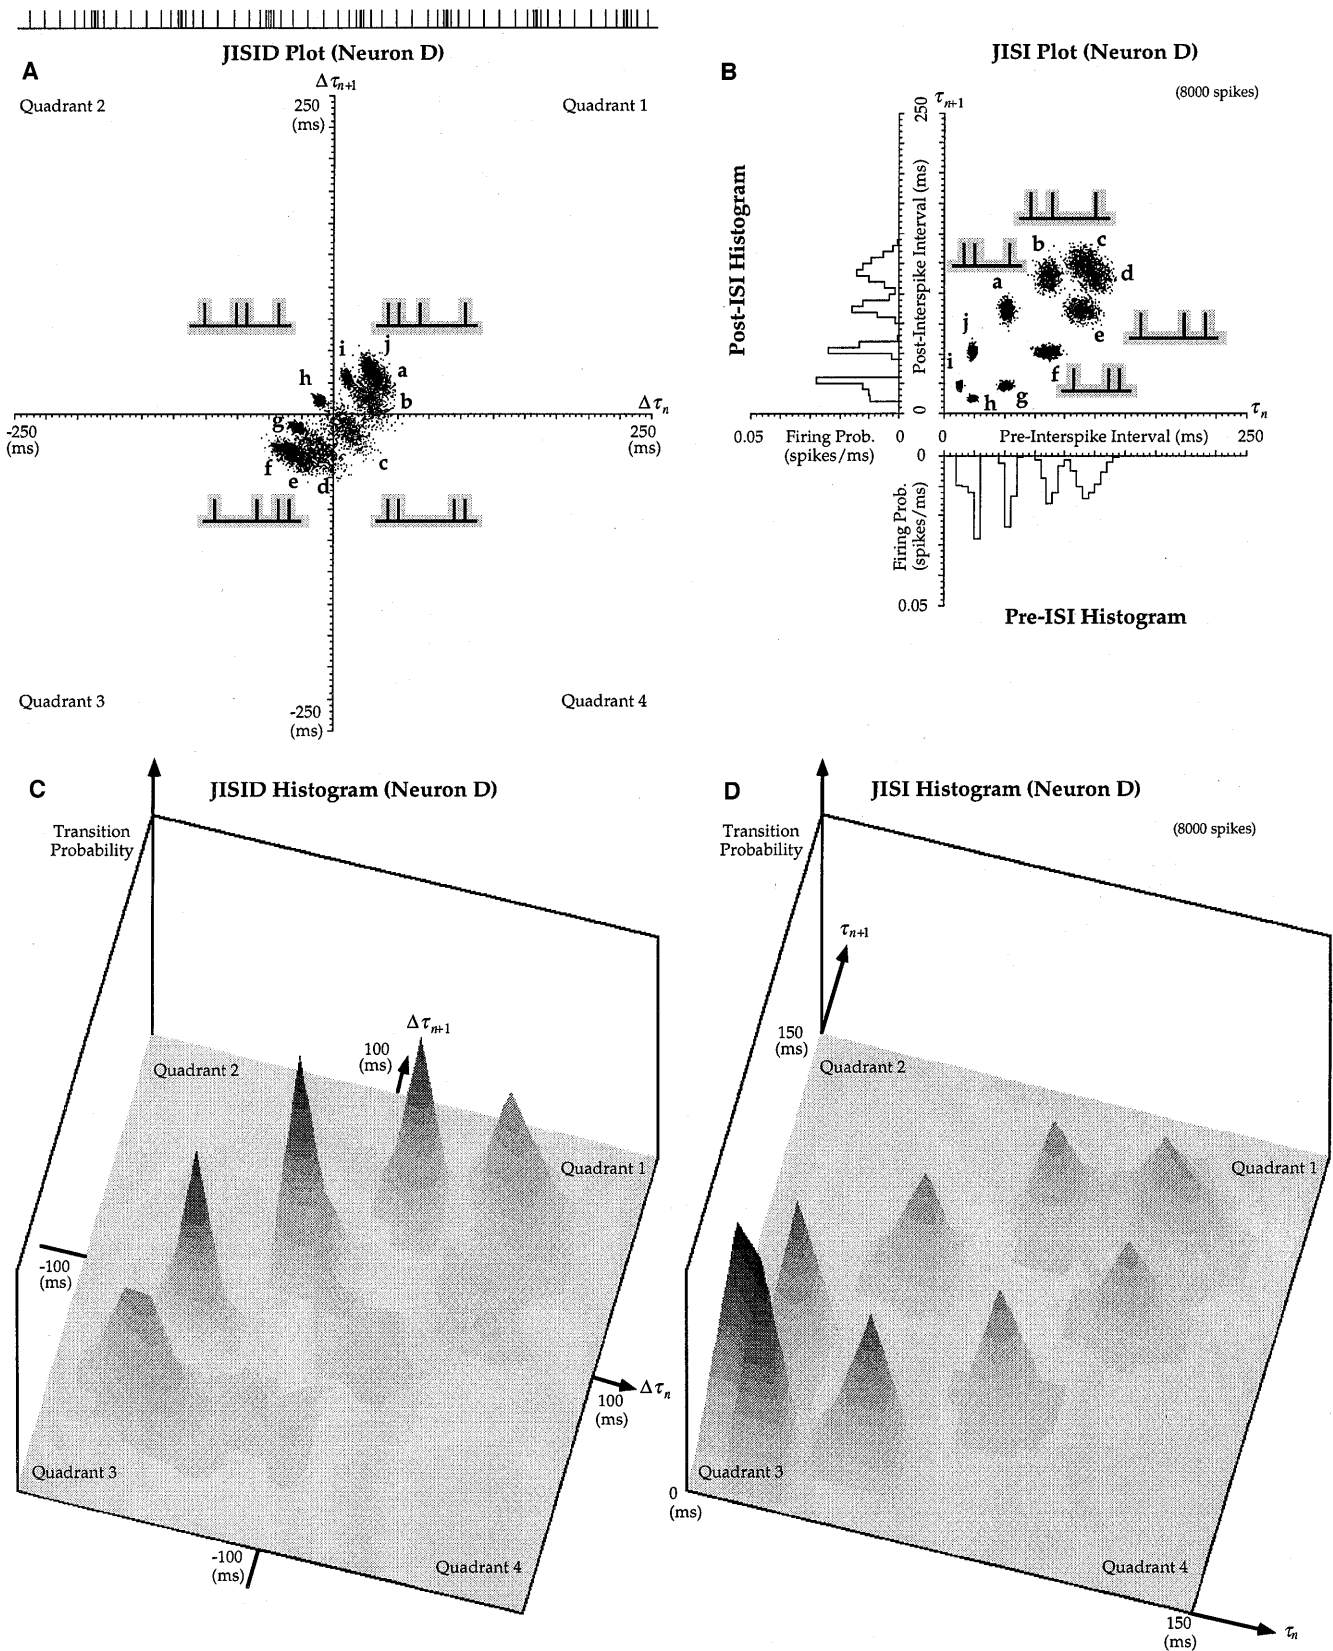 JISID Plot (Neuron D)
A
Δτn+1
Quadrant 2
250
(ms)
Quadrant 1
i
j
h
a
b
Δτn
-250
(ms)
250
(ms)
g
f
c
e
d
Quadrant 3
-250
(ms)
Quadrant 4
JISI Plot (Neuron D)
B
(8000 spikes)
τn+1
250
Post-ISI Histogram
Post-Interspike Interval (ms)
b
c
d
a
j
e
i
f
h
g
0
τn
0.05
Firing Prob.
(spikes/ms)
0
0
Pre-Interspike Interval (ms)
250
0
Firing Prob.
(spikes/ms)
0.05
Pre-ISI Histogram
C
JISID Histogram (Neuron D)
Transition
Probability
Δτn+1
100
(ms)
Quadrant 2
Quadrant 1
-100
(ms)
Δτn
100
(ms)
Quadrant 3
-100
(ms)
Quadrant 4
D
JISI Histogram (Neuron D)
Transition
Probability
(8000 spikes)
τn+1
150
(ms)
Quadrant 2
Quadrant 1
Quadrant 3
0
(ms)
Quadrant 4
150
(ms)
τn